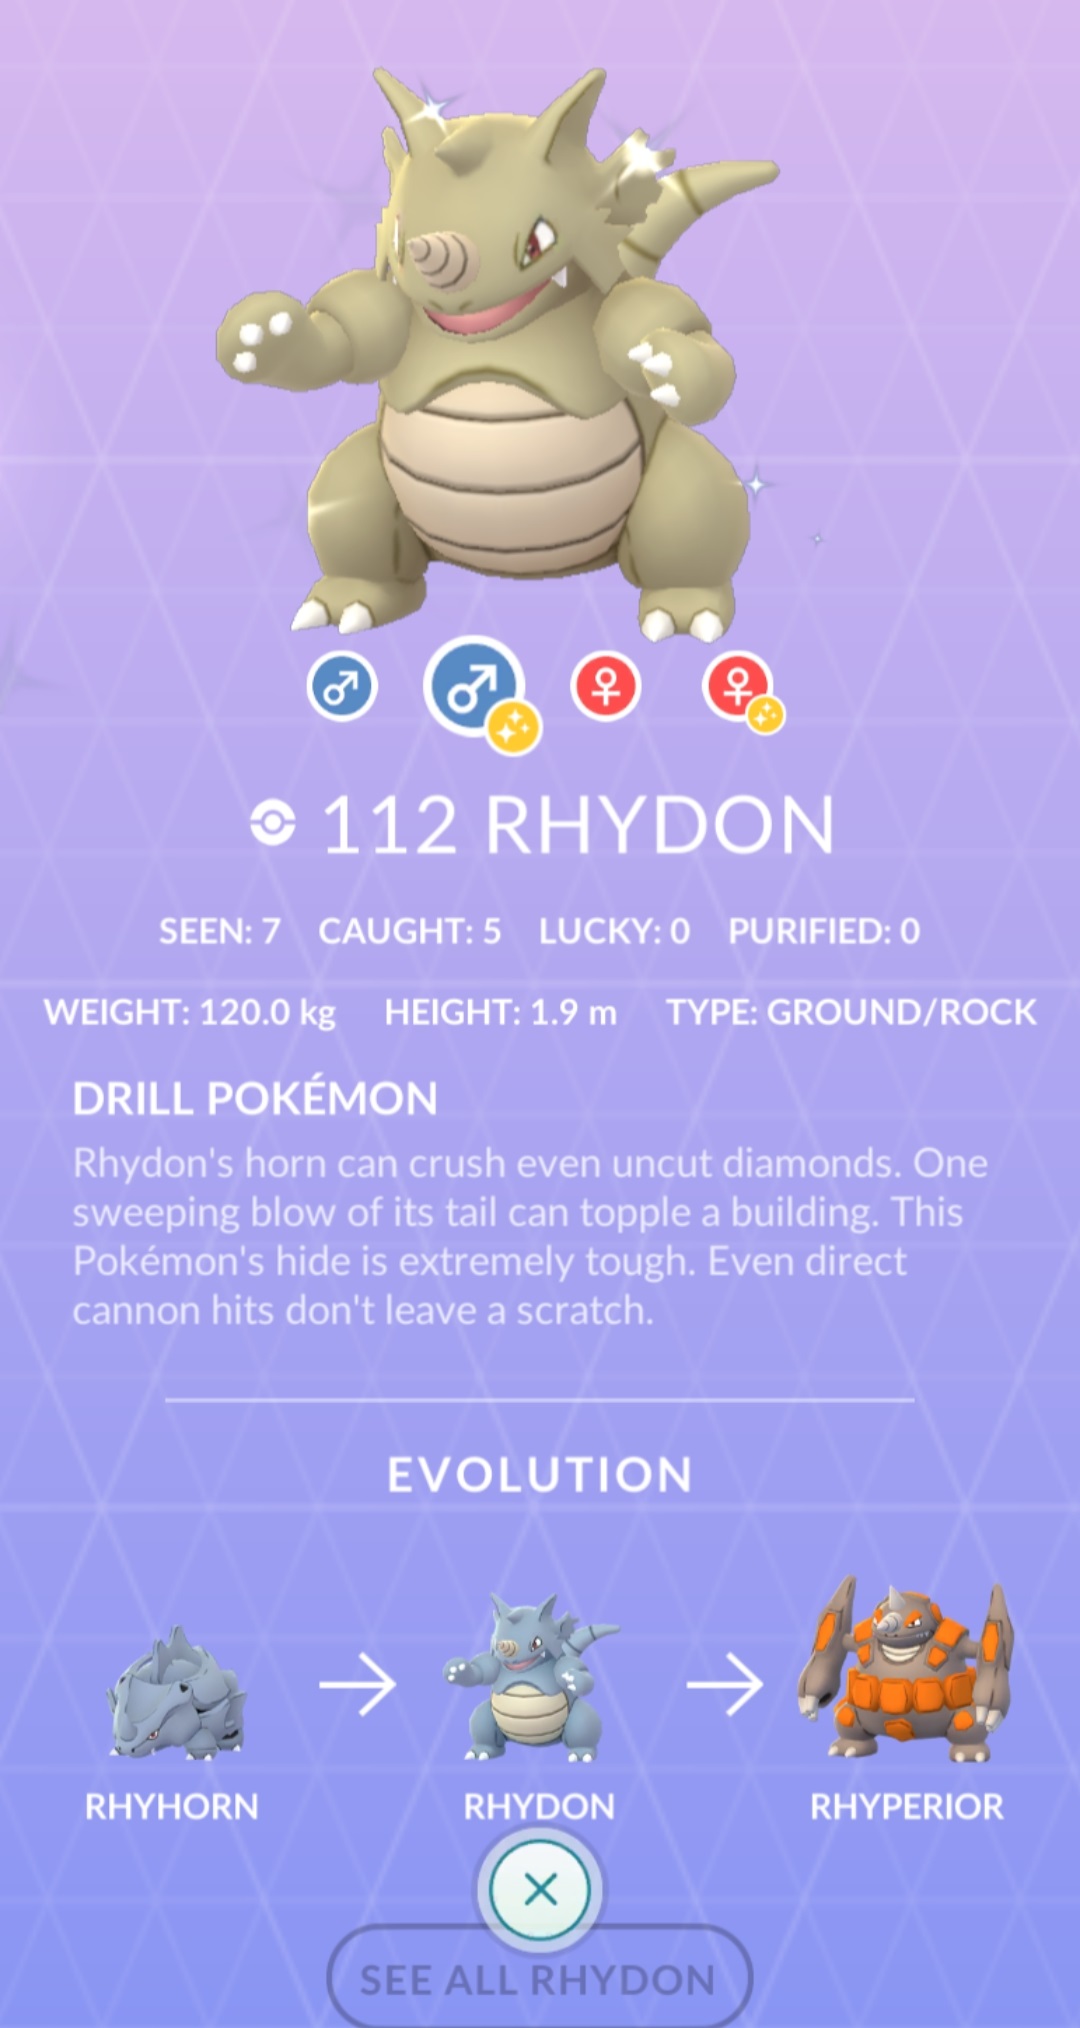 112 RHYDON
SEEN: 7 CAUGHT: 5 LUCKY: 0 PURIFIED: 0
WEIGHT: 120.0 kg HEIGHT: 1.9 m TYPE: GROUND/ROCK
DRILL POKÉMON
Rhydon's horn can crush even uncut diamonds. One
sweeping blow of its tail can topple a building. This
Pokémon's hide is extremely tough. Even direct
cannon hits don't leave a scratch.
EVOLUTION
RHYHORN RHYDON RHYPERIOR
SEE ALL RHYDON